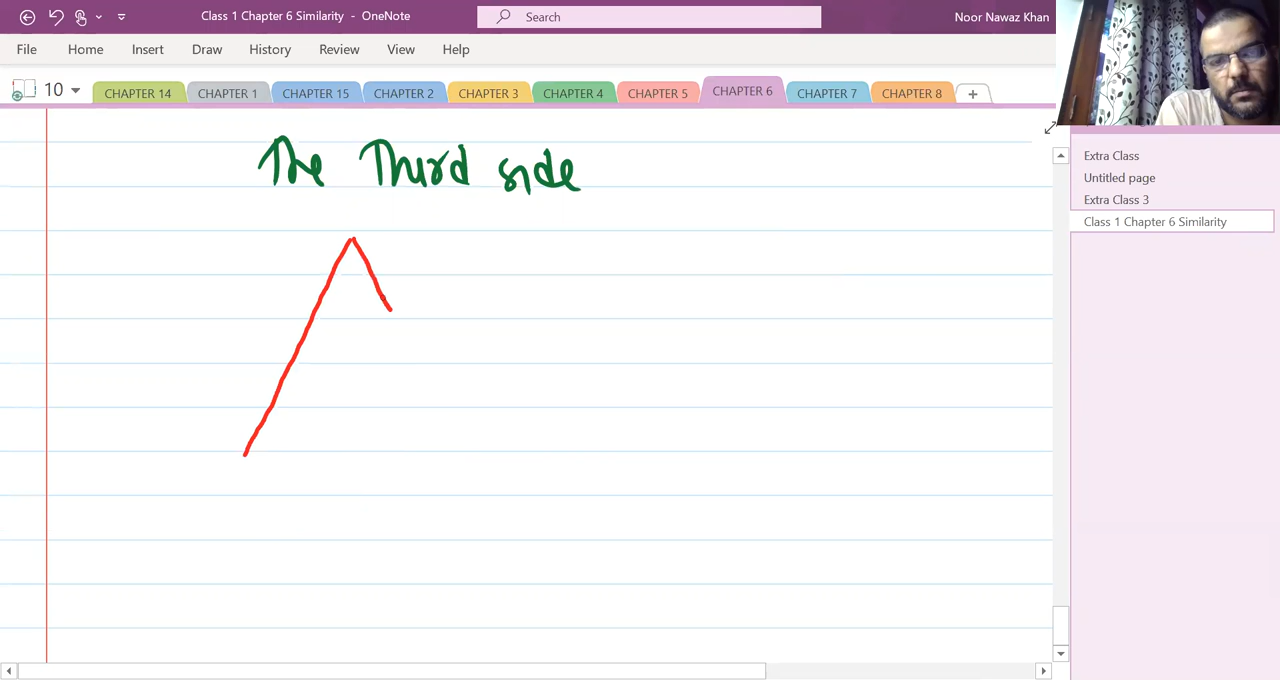 Class 1 Chapter 6 Similarity - OneNote
Search
Noor Nawaz Khan
File Home Insert Draw History Review View Help
10 CHAPTER 14 CHAPTER 1 CHAPTER 15 CHAPTER 2 CHAPTER 3 CHAPTER 4 CHAPTER 5 CHAPTER 6 CHAPTER 7 CHAPTER 8
The Third side
Extra Class
Untitled page
Extra Class 3
Class 1 Chapter 6 Similarity